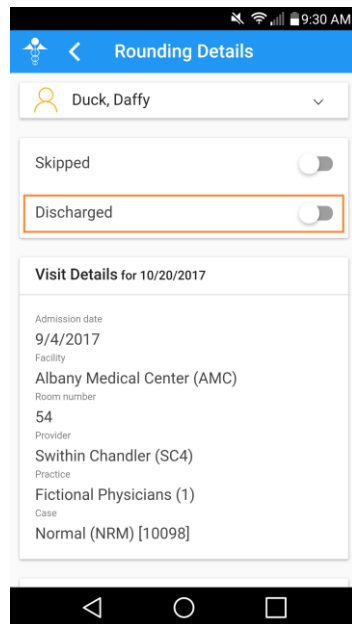 9:30 AM
Rounding Details
Duck, Daffy
Skipped
Discharged
Visit Details for 10/20/2017
Admission date
9/4/2017
Facility
Albany Medical Center (AMC)
Room number
54
Provider
Swithin Chandler (SC4)
Practice
Fictional Physicians (1)
Case
Normal (NRM) [10098]